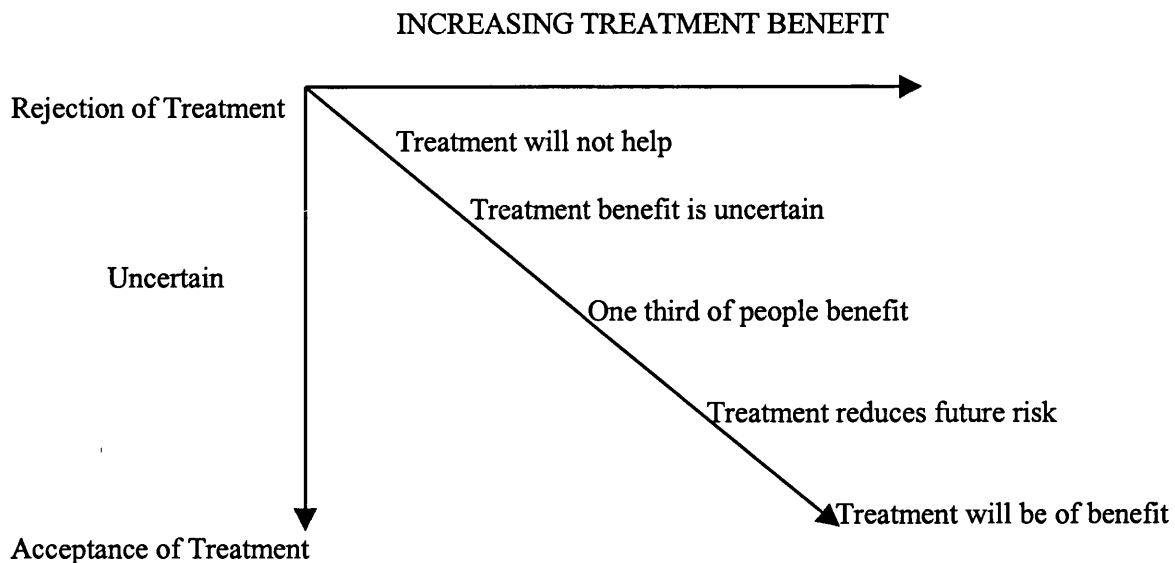 INCREASING TREATMENT BENEFIT
Rejection of Treatment
Treatment will not help
Treatment benefit is uncertain
Uncertain
One third of people benefit
Treatment reduces future risk
Treatment will be of benefit
Acceptance of Treatment